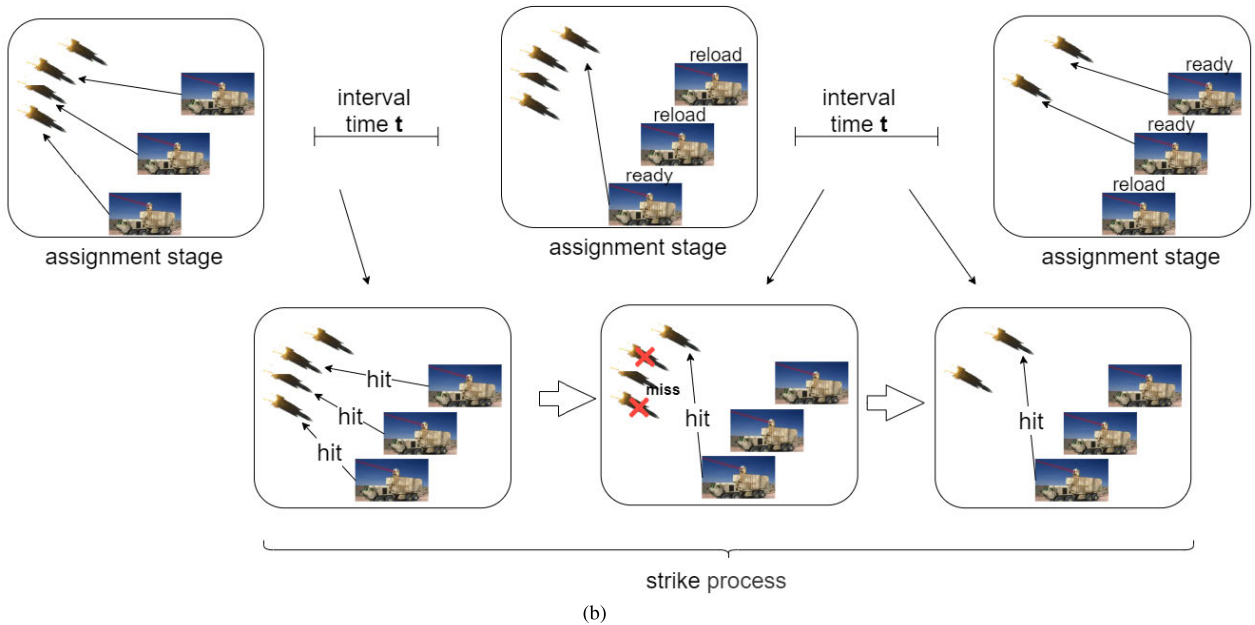 reload
ready
interval
time t
reload
interval
time t
ready
ready
reload
assignment stage
assignment stage
assignment stage
hit
hit
hit
miss
hit
hit
strike process
(b)